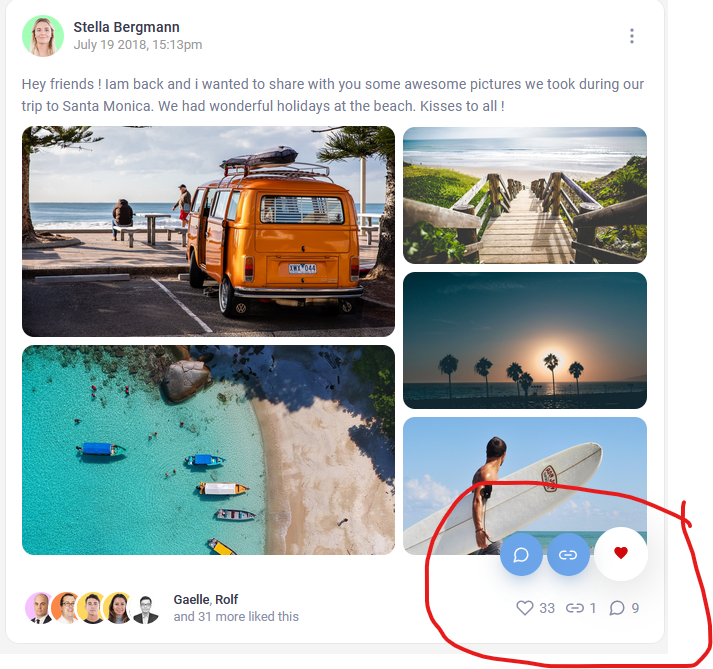 Stella Bergmann
July 19 2018, 15:13pm
Hey friends ! Iam back and i wanted to share with you some awesome pictures we took during our
trip to Santa Monica. We had wonderful holidays at the beach. Kisses to all !
XWX 044
Gaelle, Rolf
and 31 more liked this
33 1 9